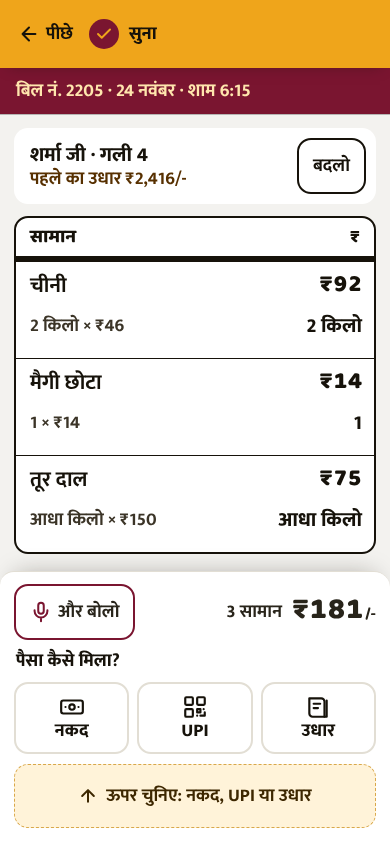 पीछे सुना
बिल नं. 2205 · 24 नवंबर · शाम 6:15
शर्मा जी · गली 4
पहले का उधार ₹2,416/-
बदलो
सामान ₹
चीनी ₹92
2 किलो × ₹46 2 किलो
मैगी छोटा ₹14
1 × ₹14 1
तूर दाल ₹75
आधा किलो × ₹150 आधा किलो
और बोलो 3 सामान ₹181/-
पैसा कैसे मिला?
नकद UPI उधार
ऊपर चुनिए: नकद, UPI या उधार